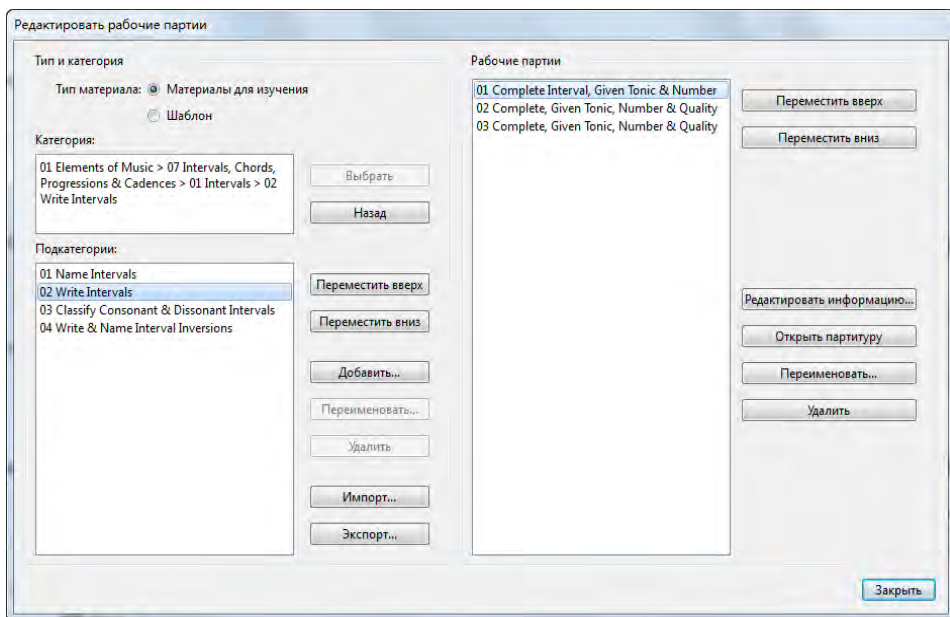 Редактировать рабочие партии
Тип и категория
Тип материала:
Материалы для изучения
Шаблон
Категория:
01 Elements of Music > 07 Intervals, Chords,
Progressions & Cadences > 01 Intervals > 02
Write Intervals
Выбрать
Назад
Подкатегории:
01 Name Intervals
02 Write Intervals
03 Classify Consonant & Dissonant Intervals
04 Write & Name Interval Inversions
Переместить вверх
Переместить вниз
Добавить...
Переименовать...
Удалить
Импорт...
Экспорт...
Рабочие партии
01 Complete Interval, Given Tonic & Number
02 Complete, Given Tonic, Number & Quality
03 Complete, Given Tonic, Number & Quality
Переместить вверх
Переместить вниз
Редактировать информацию...
Открыть партитуру
Переименовать...
Удалить
Закрыть